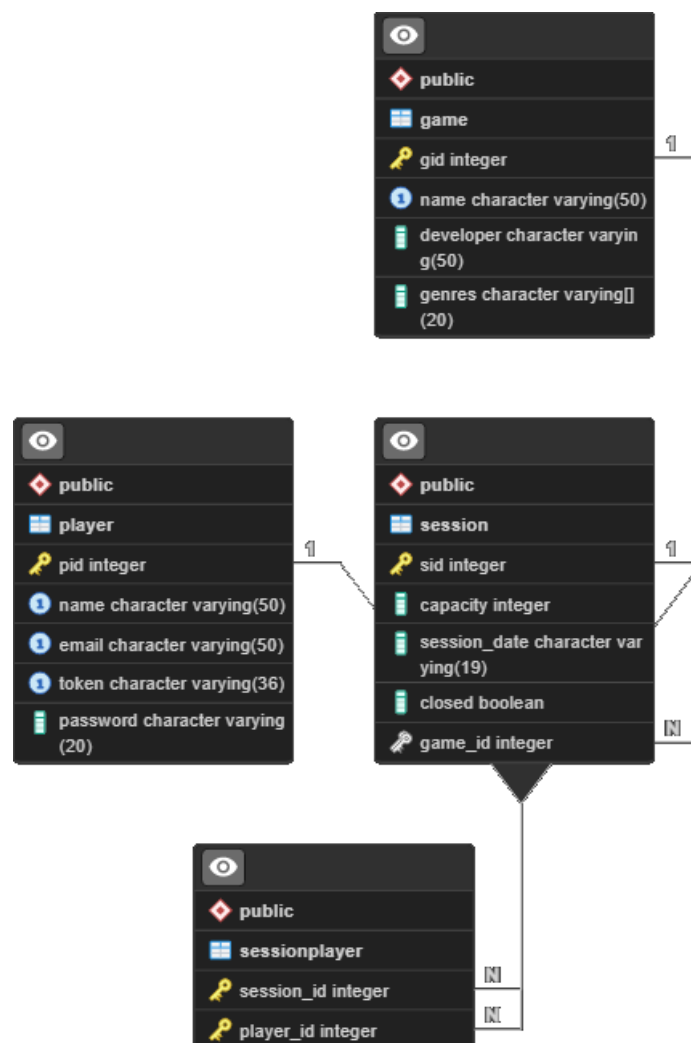 public
game
gid integer
1
name character varying(50)
developer character varyin
g(50)
genres character varying[]
(20)
public
player
pid integer
1
name character varying(50)
email character varying(50)
token character varying(36)
password character varying
(20)
public
session
sid integer
1
capacity integer
session_date character var
ying(19)
closed boolean
game_id integer
N
public
sessionplayer
session_id integer
N
player_id integer
N